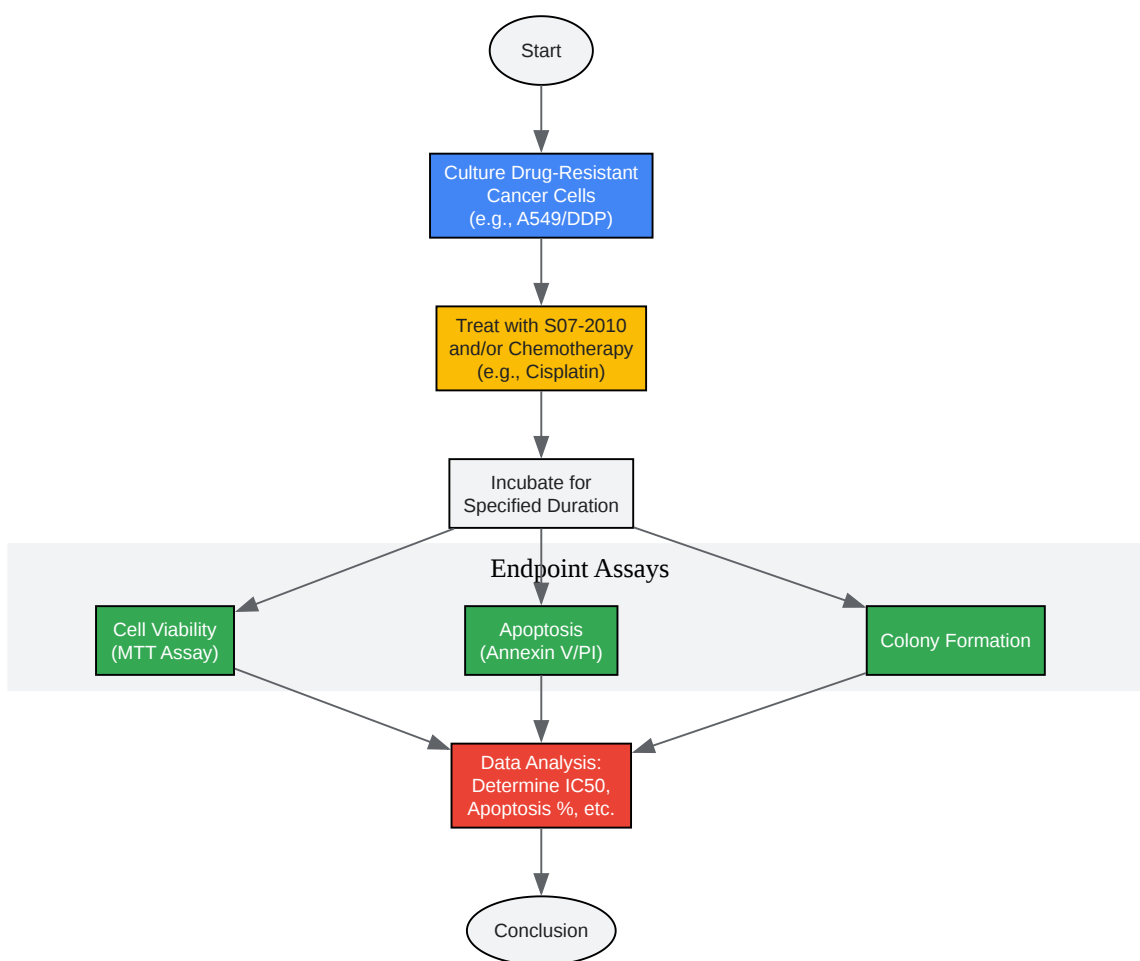 Start
Culture Drug-Resistant
Cancer Cells
(e.g., A549/DDP)
Treat with S07-2010
and/or Chemotherapy
(e.g., Cisplatin)
Incubate for
Specified Duration
Endpoint Assays
Cell Viability
(MTT Assay)
Apoptosis
(Annexin V/PI)
Colony Formation
Data Analysis:
Determine IC50,
Apoptosis %, etc.
Conclusion